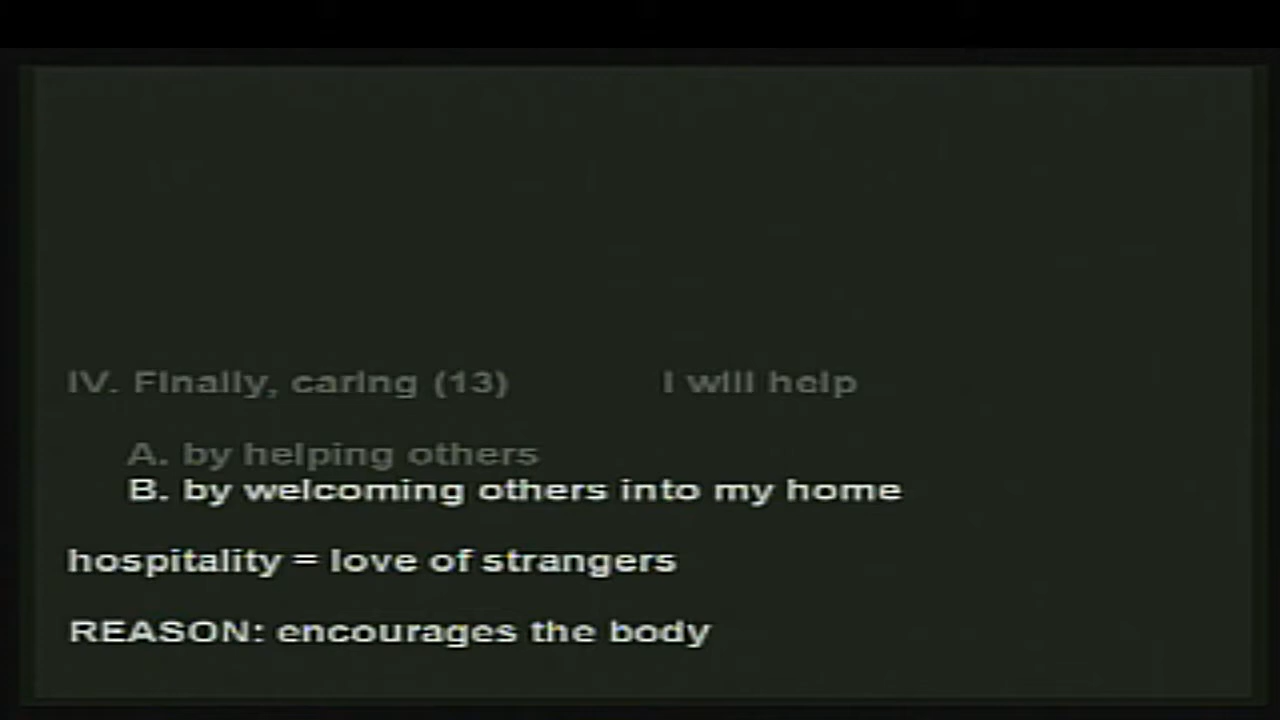 IV. Finally, caring (13) I will help
A. by helping others
B. by welcoming others into my home
hospitality = love of strangers
REASON: encourages the body